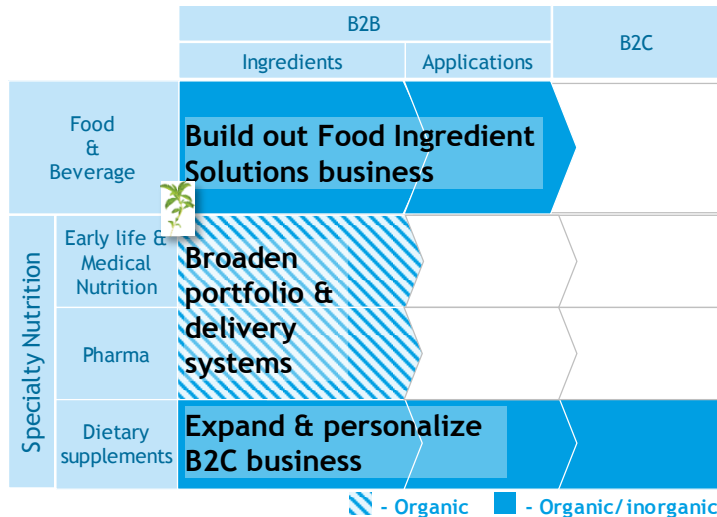 B2B
B2C
Ingredients
Applications
Food
&
Beverage
Build out Food Ingredient
Solutions business
Specialty Nutrition
Early life &
Medical
Nutrition
Broaden
portfolio &
delivery
systems
Pharma
Dietary
supplements
Expand & personalize
B2C business
- Organic
- Organic/inorganic